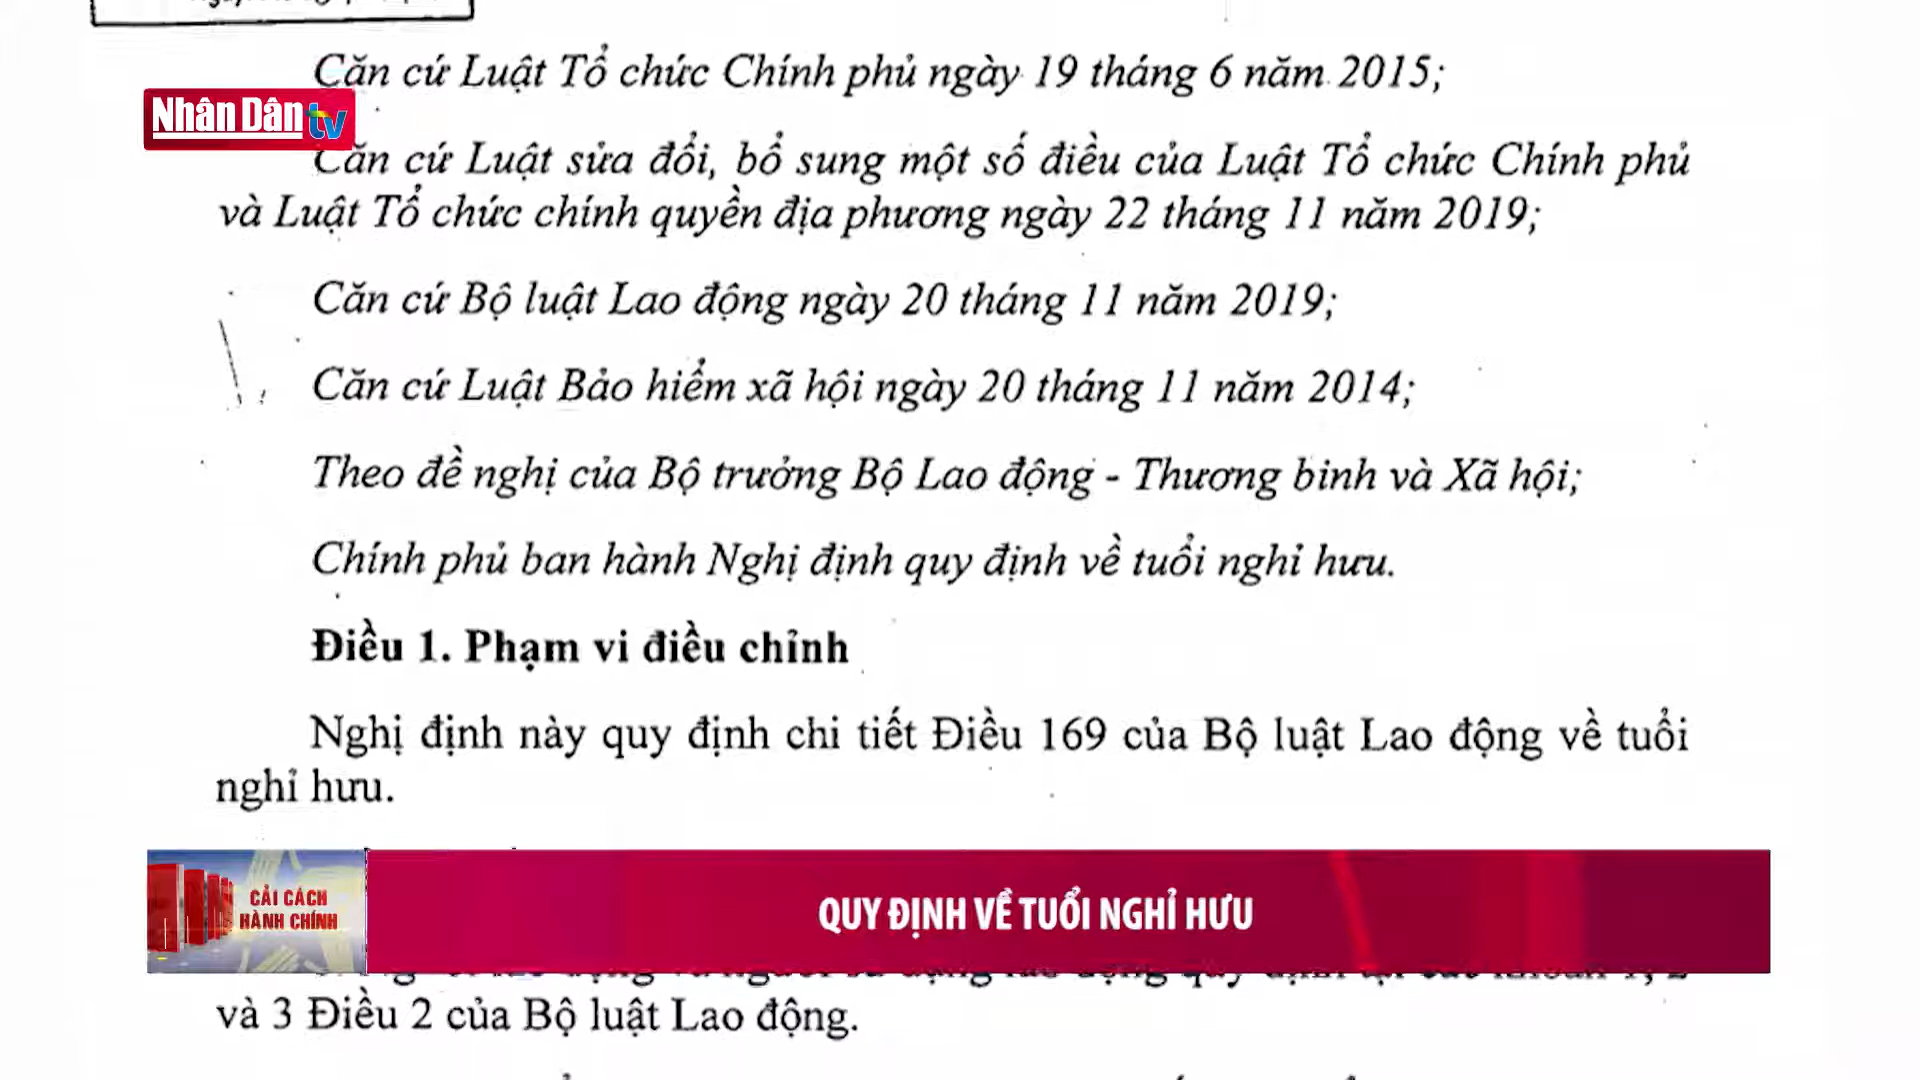 Căn cứ Luật Tổ chức Chính phủ ngày 19 tháng 6 năm 2015;
Nhân Dân tv
Căn cứ Luật sửa đổi, bổ sung một số điều của Luật Tổ chức Chính phủ
và Luật Tổ chức chính quyền địa phương ngày 22 tháng 11 năm 2019;
Căn cứ Bộ luật Lao động ngày 20 tháng 11 năm 2019;
Căn cứ Luật Bảo hiểm xã hội ngày 20 tháng 11 năm 2014;
Theo đề nghị của Bộ trưởng Bộ Lao động - Thương binh và Xã hội;
Chính phủ ban hành Nghị định quy định về tuổi nghỉ hưu.
Điều 1. Phạm vi điều chỉnh
Nghị định này quy định chi tiết Điều 169 của Bộ luật Lao động về tuổi
nghỉ hưu.
CẢI CÁCH
HÀNH CHÍNH
QUY ĐỊNH VỀ TUỔI NGHỈ HƯU
và 3 Điều 2 của Bộ luật Lao động.